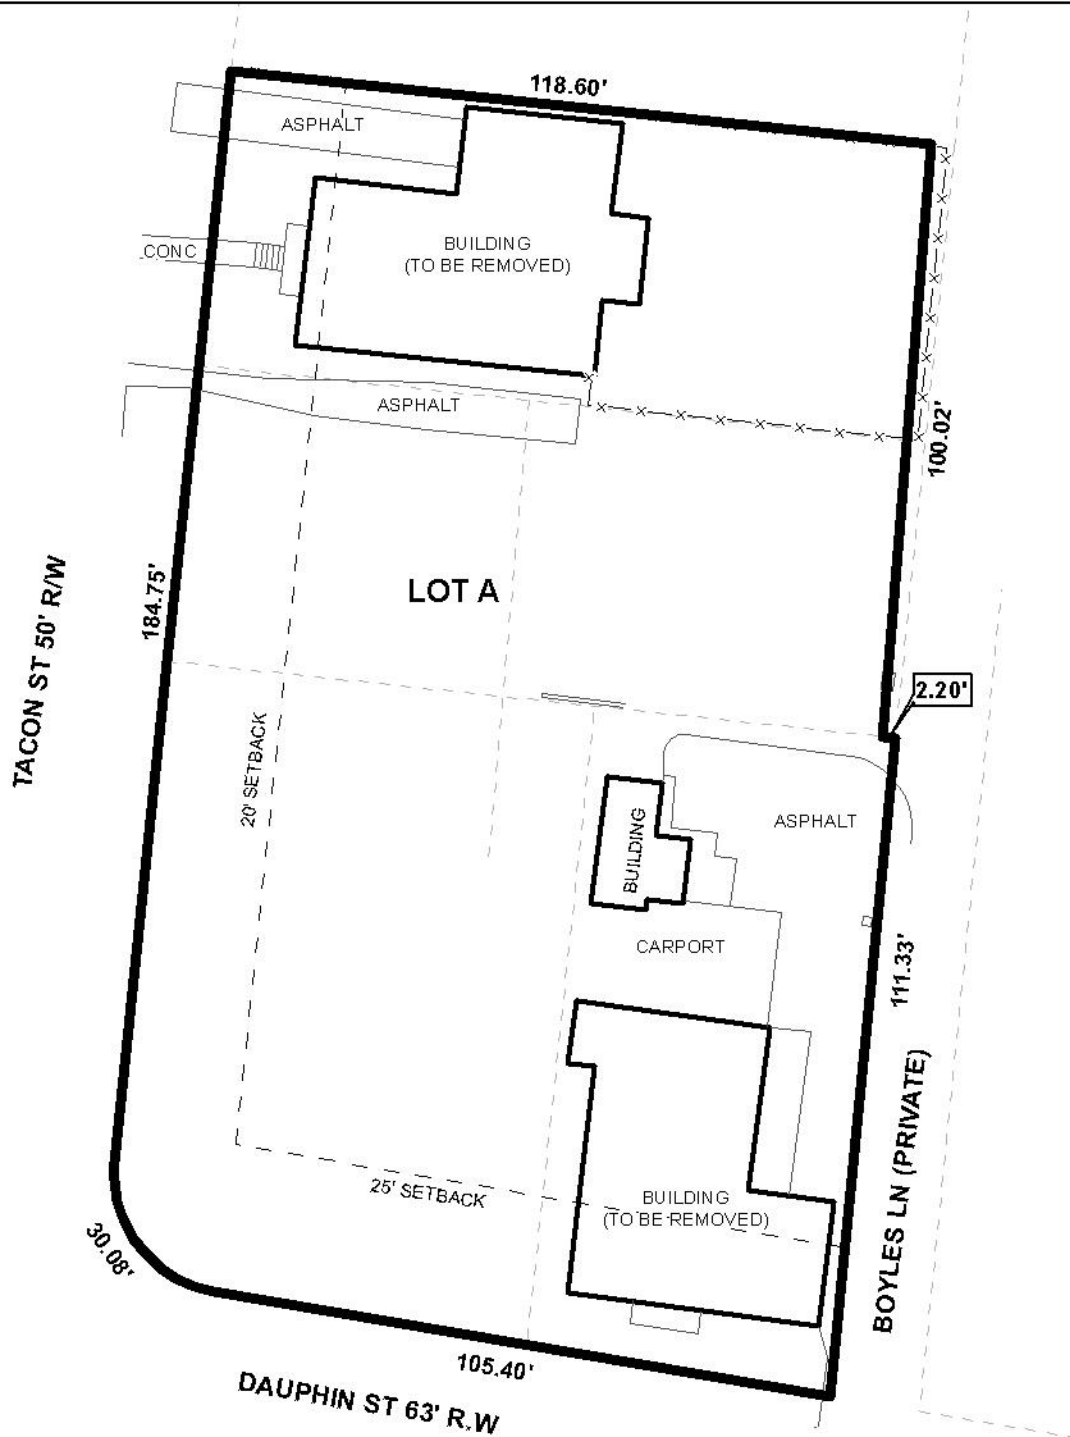 118.60'
ASPHALT
BUILDING
(TO BE REMOVED)
CONC
ASPHALT
100.02'
184.75'
LOT A
TACON ST 50' R/W
2.20'
20' SETBACK
ASPHALT
BUILDING
CARPORT
111.33'
BOYLES LN (PRIVATE)
25' SETBACK
BUILDING
(TO BE REMOVED)
30.08'
105.40'
DAUPHIN ST 63' R.W